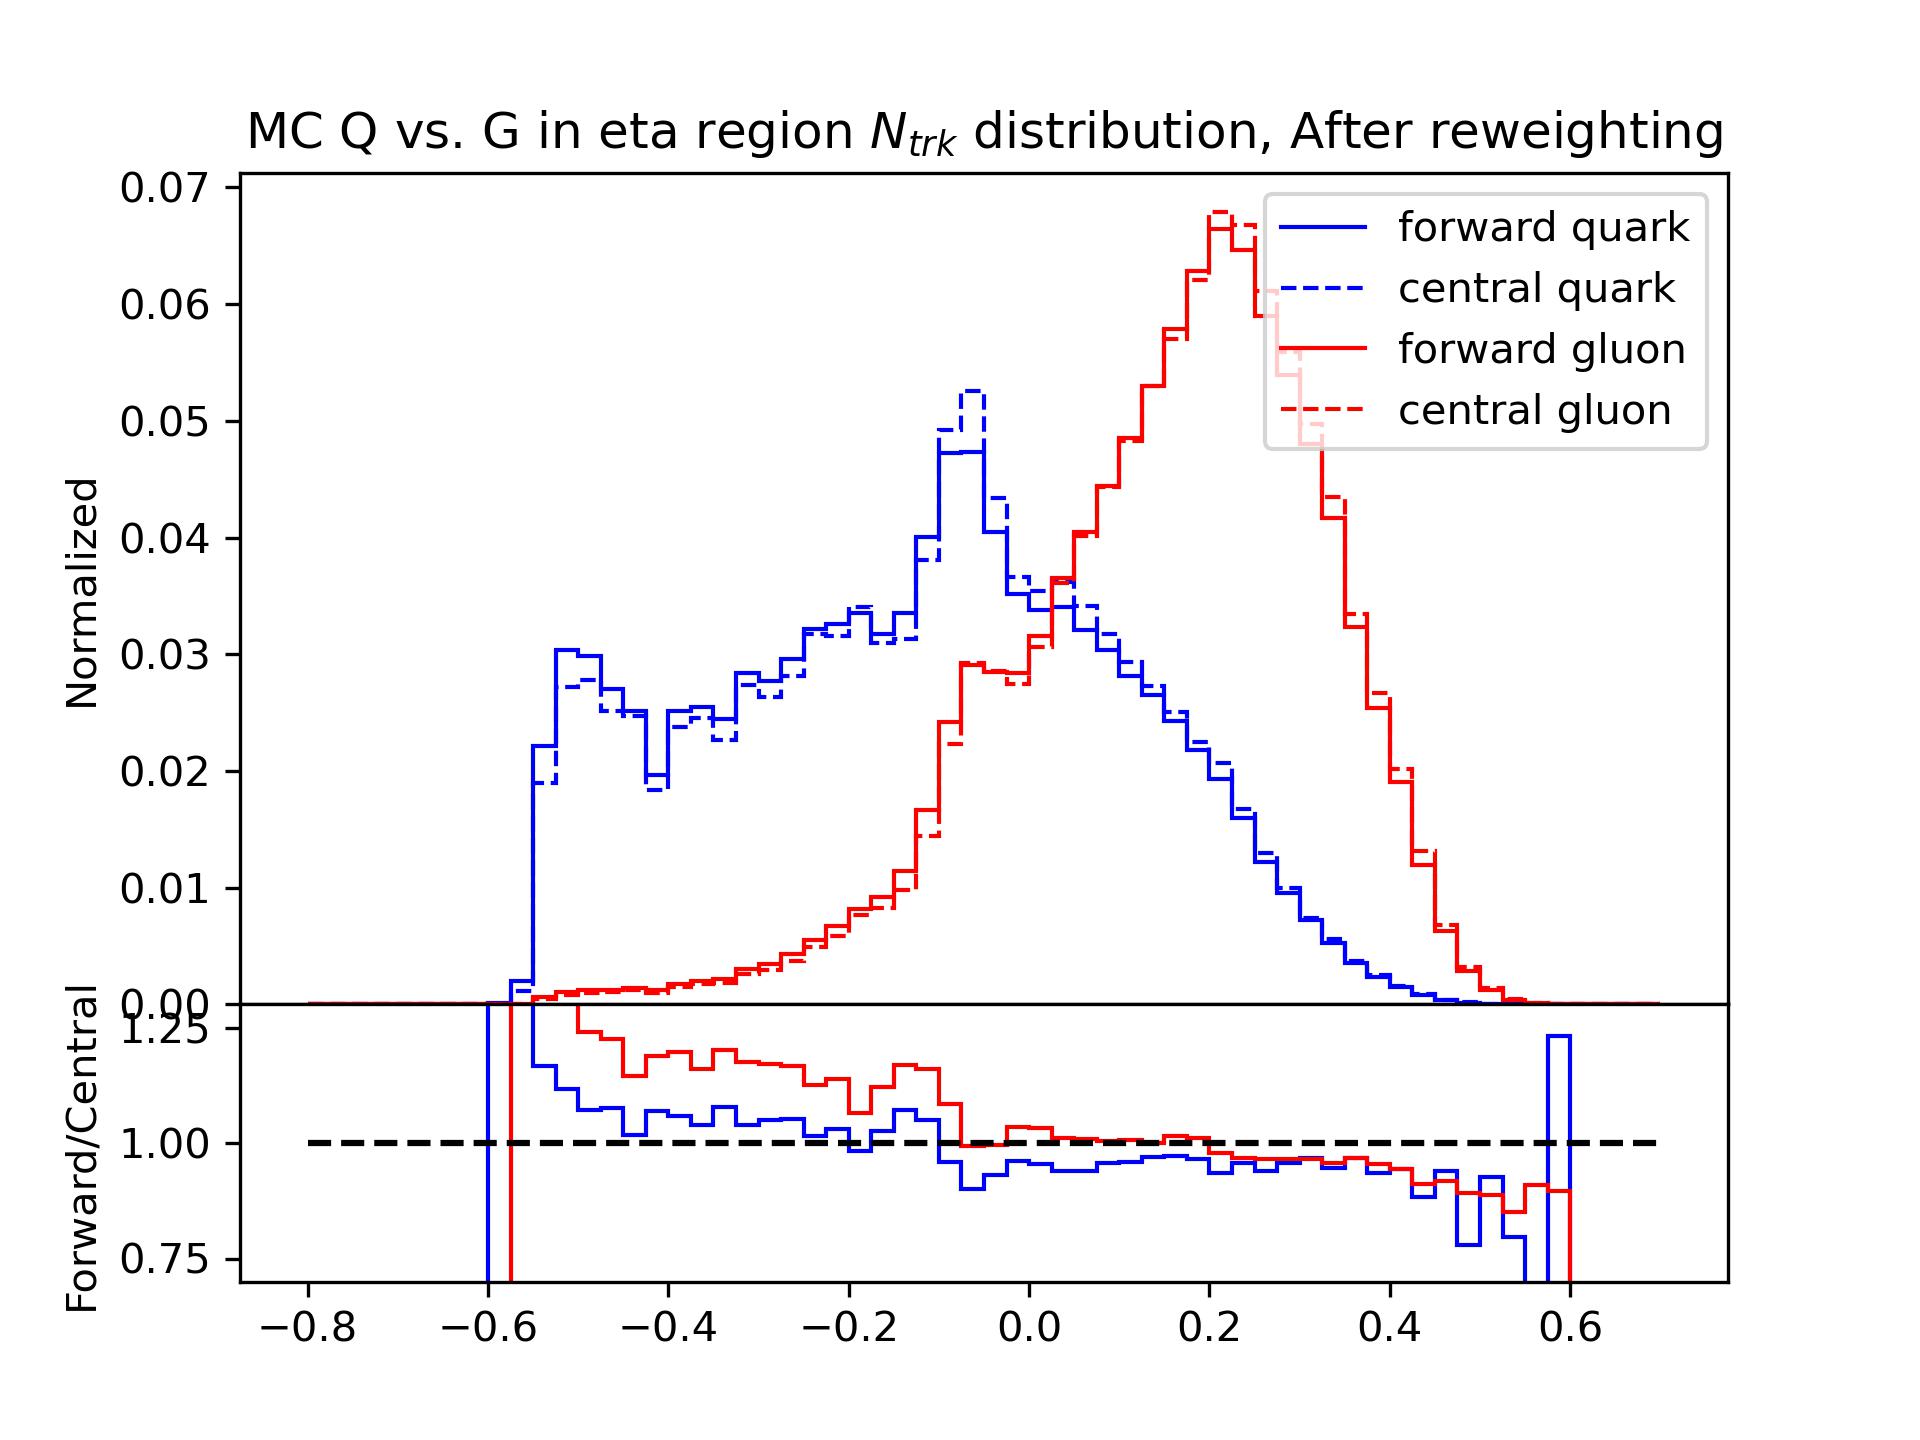 MC Q vs. G in eta region N_trk distribution, After reweighting
0.07
0.06
0.05
0.04
0.03
0.02
0.01
0.00
Normalized
forward quark
central quark
forward gluon
central gluon
1.25
1.00
0.75
Forward/Central
−0.8 −0.6 −0.4 −0.2 0.0 0.2 0.4 0.6